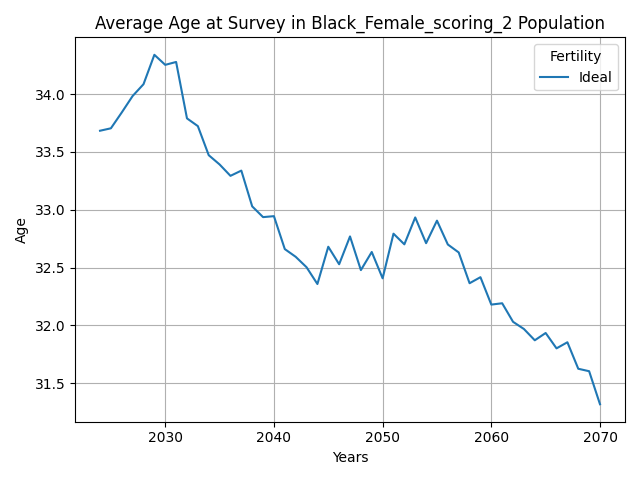 Average Age at Survey in Black_Female_scoring_2 Population
Fertility
Ideal
34.0
33.5
33.0
32.5
32.0
31.5
Age
2030 2040 2050 2060 2070
Years